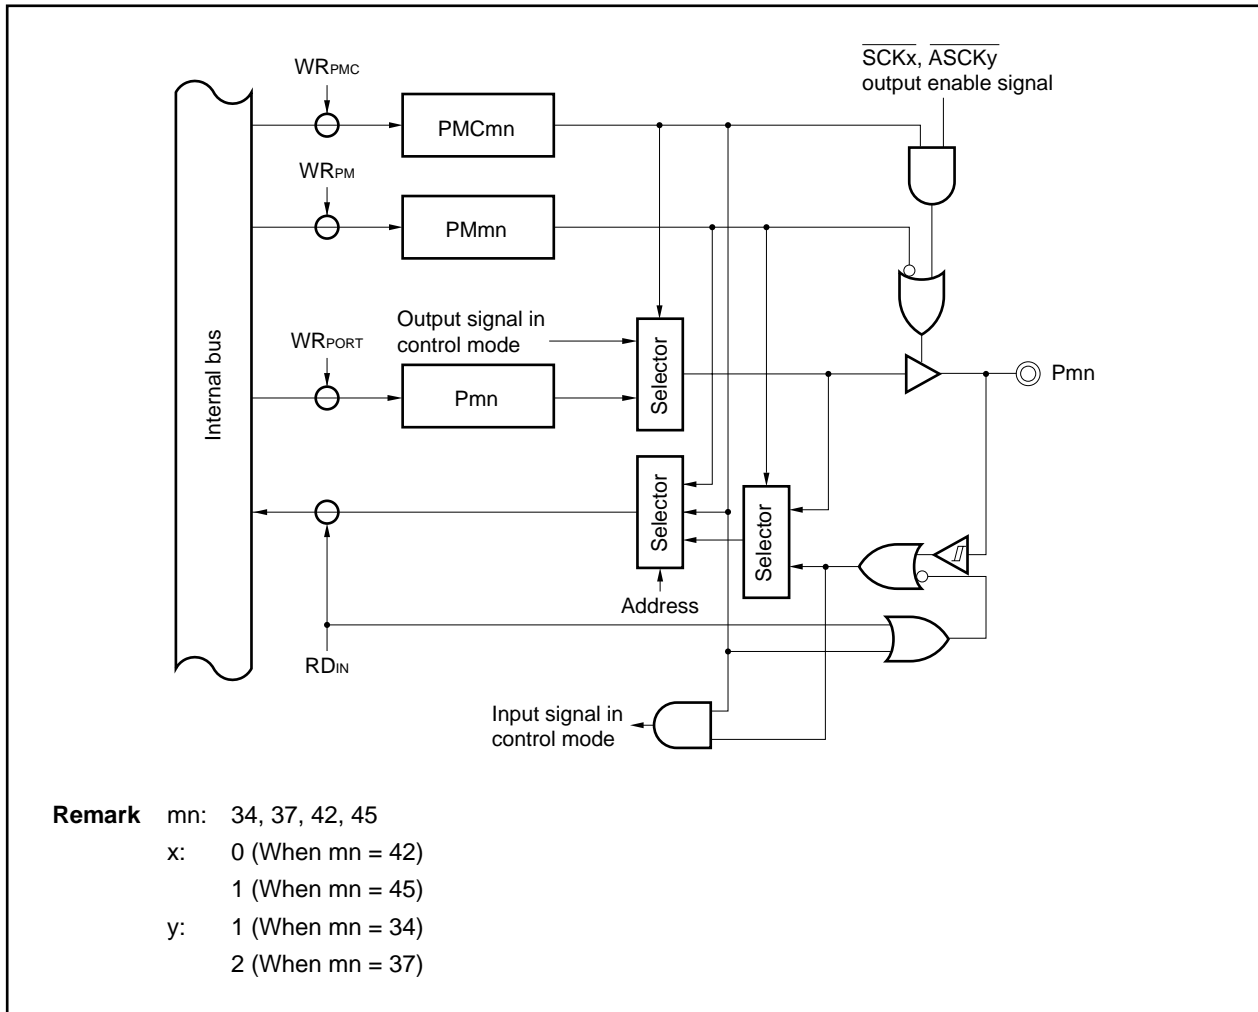 SCKx, ASCKy
output enable signal
WRPMC
PMCmn
WRPM
PMmn
Output signal in
control mode
WRPORT
Pmn
Selector
Pmn
Internal bus
Selector
Selector
Address
RDIN
Input signal in
control mode
Remark mn: 34, 37, 42, 45
x: 0 (When mn = 42)
1 (When mn = 45)
y: 1 (When mn = 34)
2 (When mn = 37)